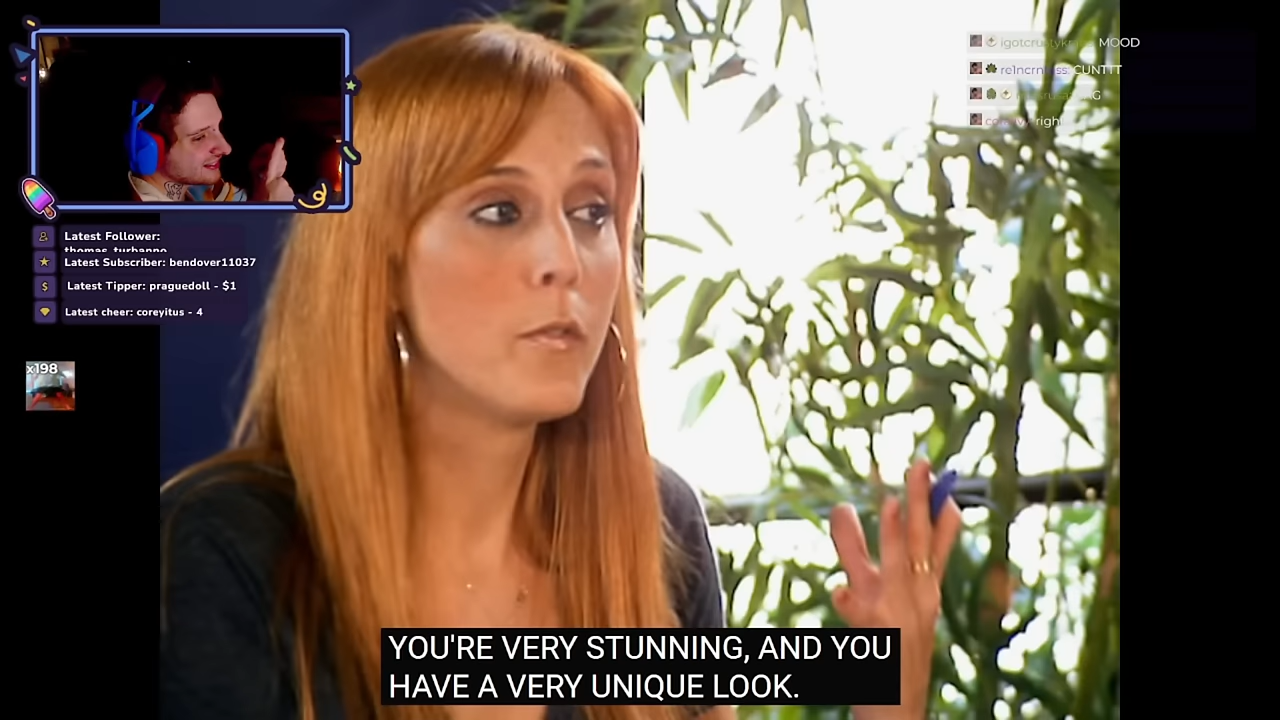 MOOD
CUNTTT
Latest Follower:
Latest Subscriber: bendover11037
Latest Tipper: praguedoll - $1
$
Latest cheer: coreyitus - 4
x198
YOU'RE VERY STUNNING, AND YOU
HAVE A VERY UNIQUE LOOK.